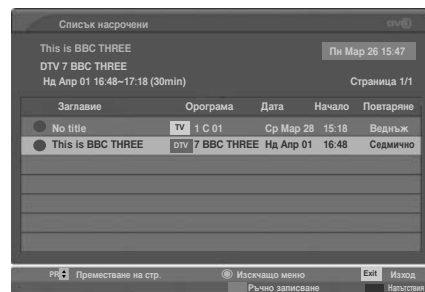 Списък насрочени
This is BBC THREE
Пн Мар 26 15:47
DTV 7 BBC THREE
Нд Апр 01 16:48~17:18 (30min)
Страница 1/1
Заглавие Орограма Дата Начало Повтаряне
No title TV 1 C 01 Ср Мар 28 15:18 Веднъж
This is BBC THREE DTV 7 BBC THREE Нд Апр 01 16:48 Седмично
PR Преместване на стр. Изскчащо меню Exit Изход
Ръчно записване Напътствия